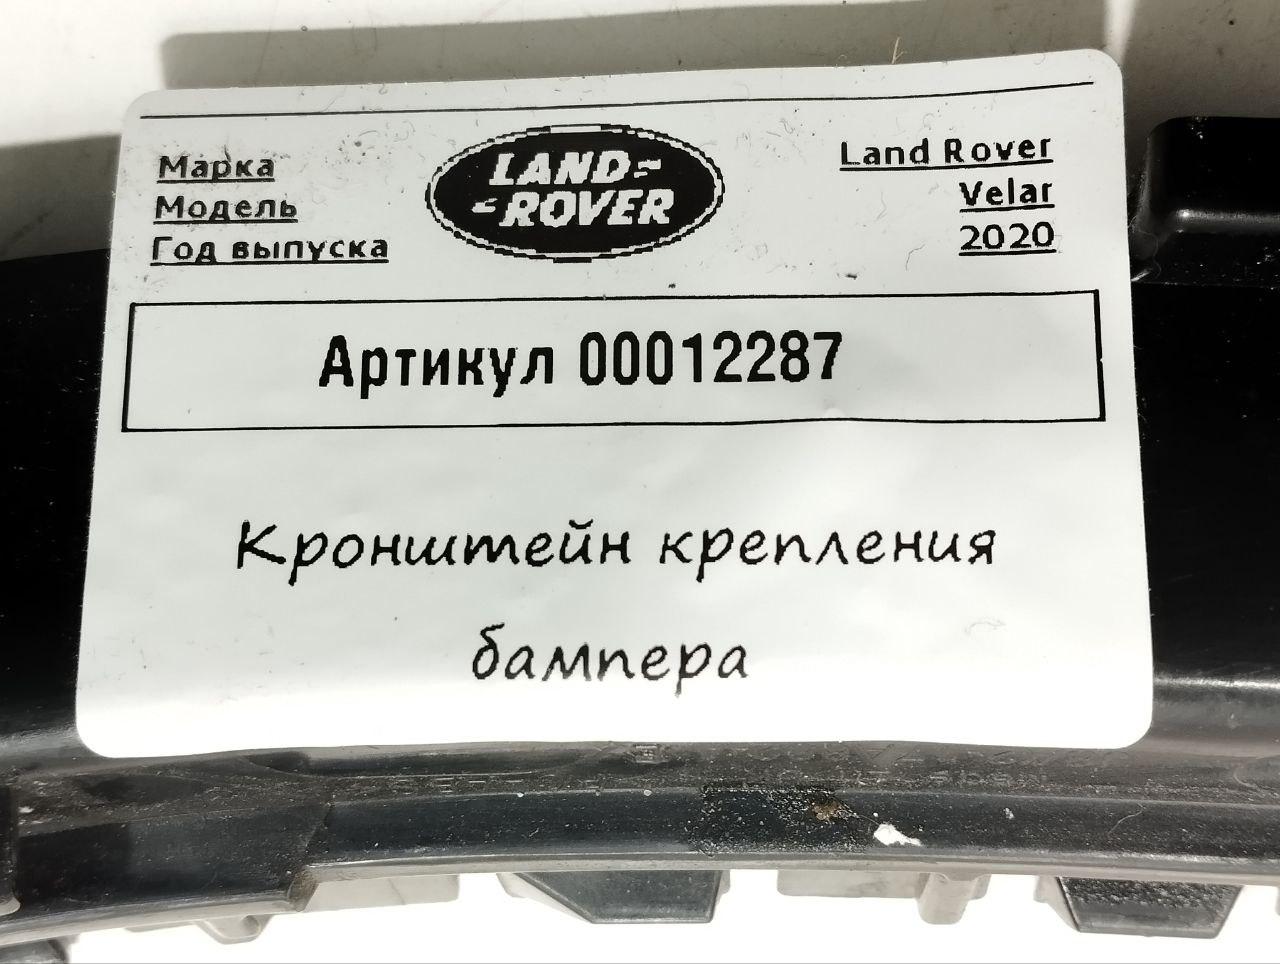 Марка
Модель
Год выпуска
LAND-
-ROVER
Land Rover
Velar
2020
Артикул 00012287
Кронштейн крепления
бампера